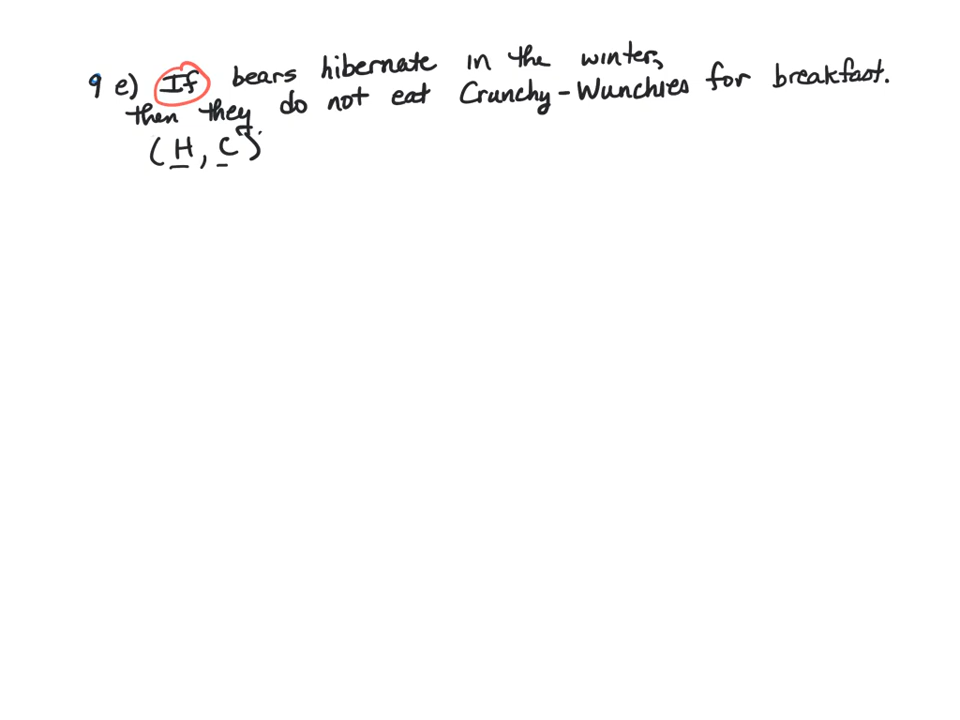 9 e) If bears hibernate in the winter,
then they do not eat Crunchy-Wunchies for breakfast.
(H, C)